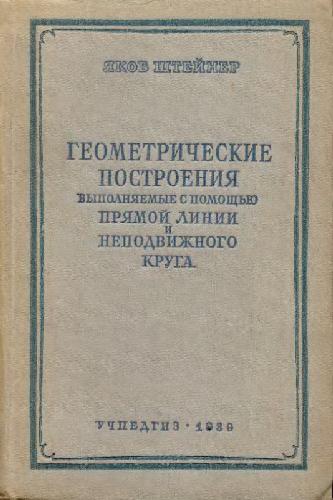 ЯКОВ ШТЕЙНЕР
ГЕОМЕТРИЧЕСКИЕ
ПОСТРОЕНИЯ
ВЫПОЛНЯЕМЫЕ С ПОМОЩЬЮ
ПРЯМОЙ ЛИНИИ
И
НЕПОДВИЖНОГО
КРУГА.
УЧПЕДГИЗ · 1939